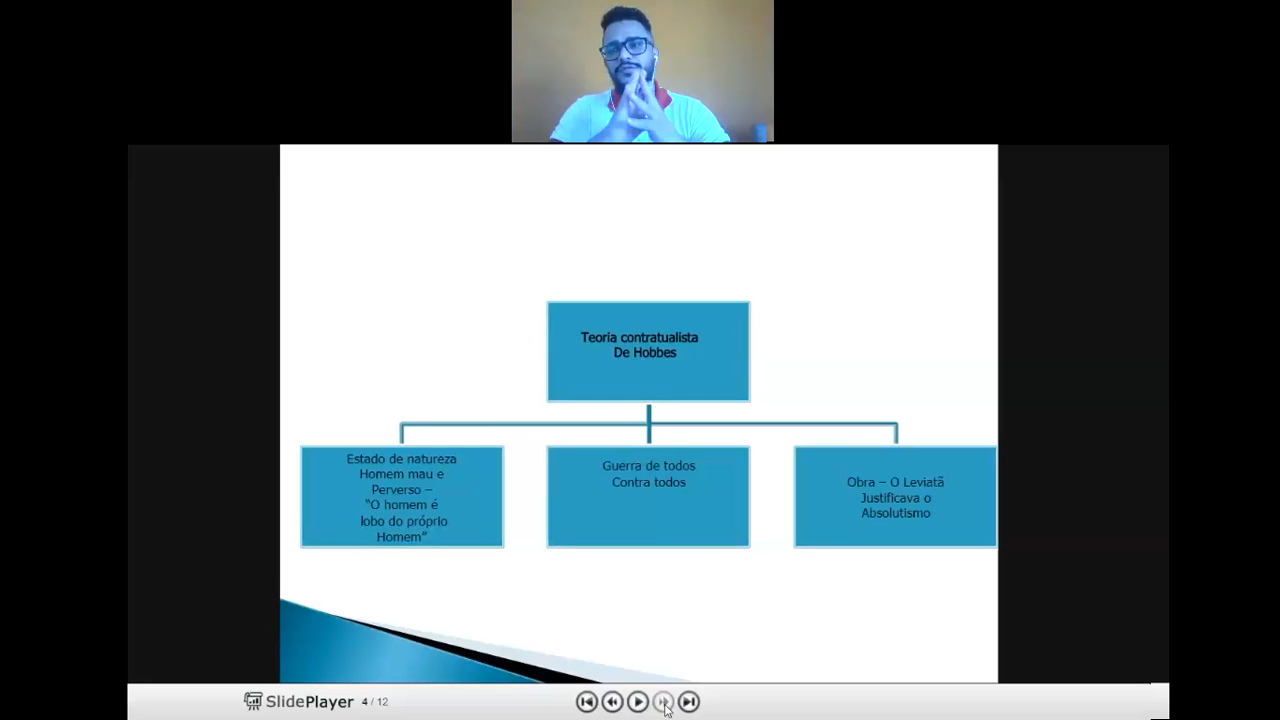 Teoria contratualista
De Hobbes
Estado de natureza
Homem mau e
Perverso –
“O homem é
lobo do próprio
Homem”
Guerra de todos
Contra todos
Obra – O Leviatã
Justificava o
Absolutismo
SlidePlayer 4 / 12